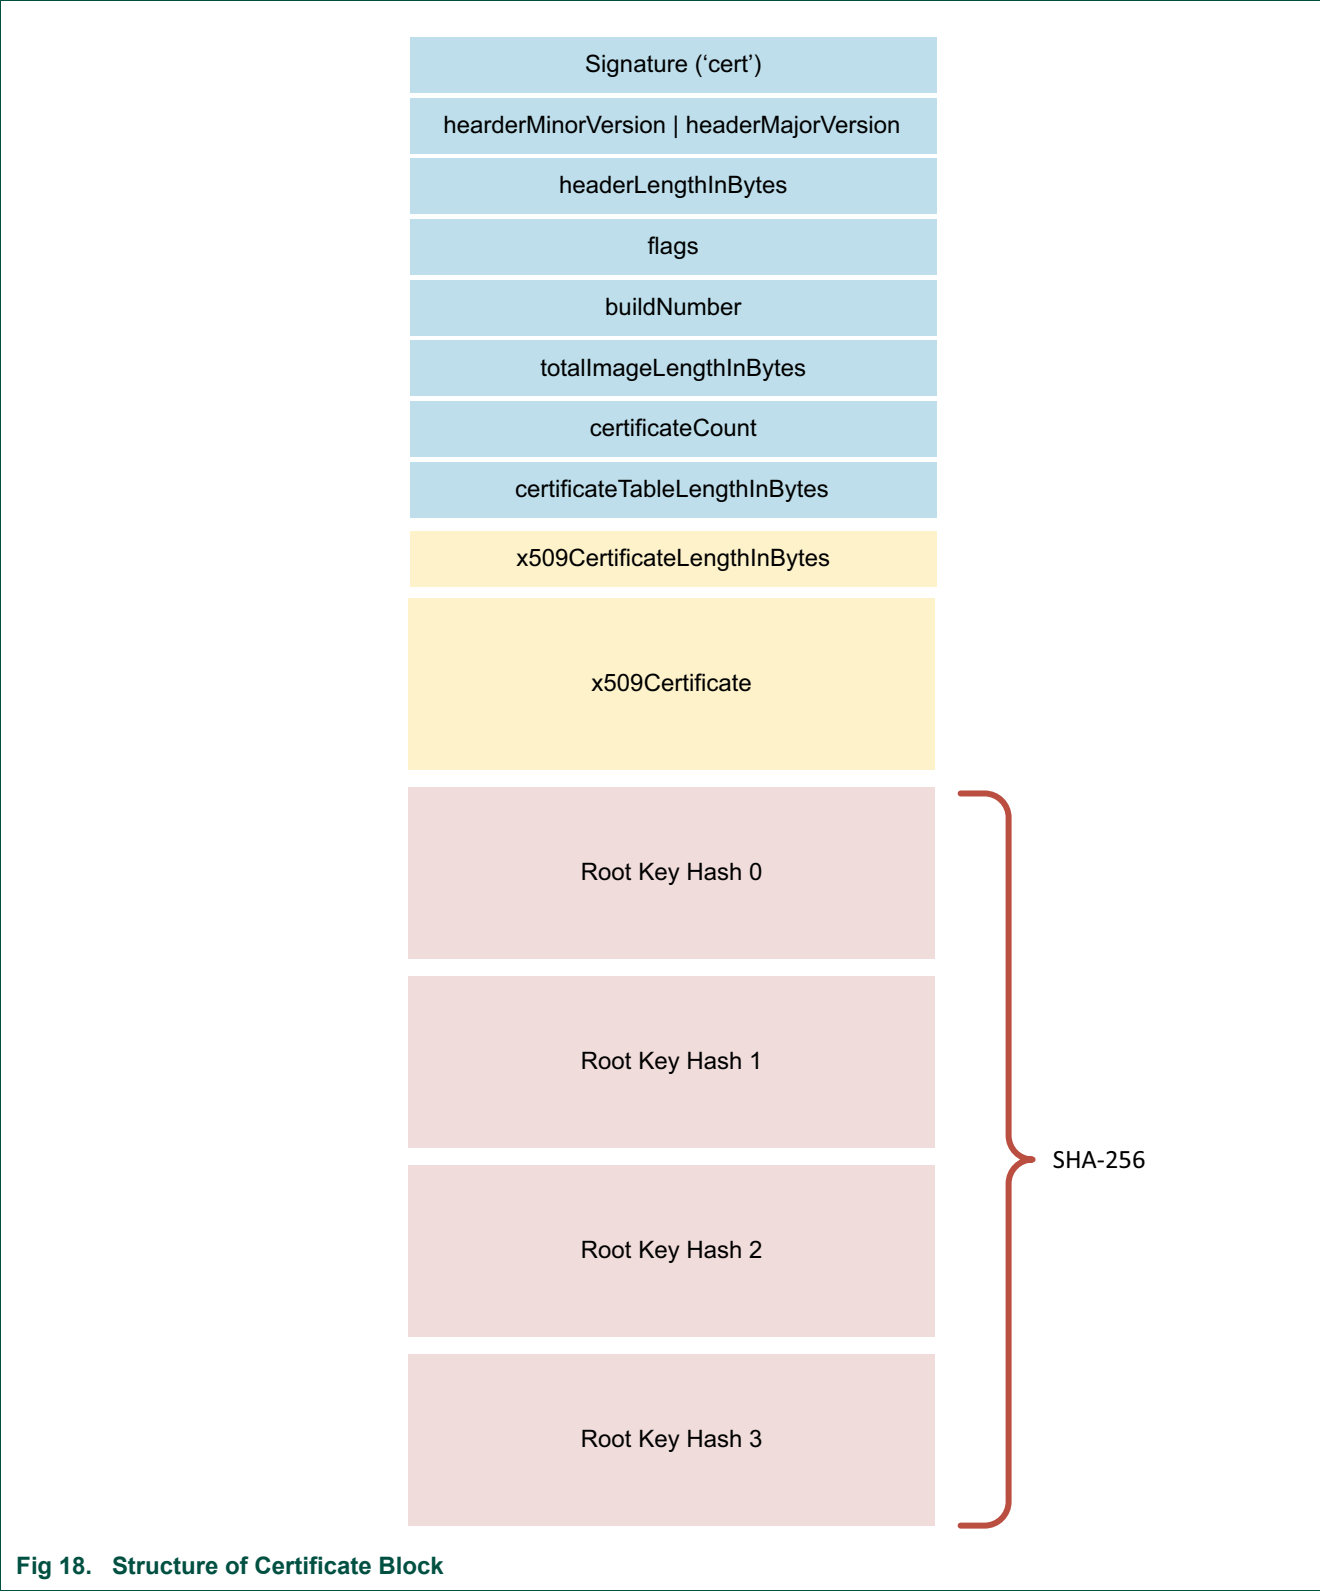 Signature (‘cert’)
hearderMinorVersion | headerMajorVersion
headerLengthInBytes
flags
buildNumber
totalImageLengthInBytes
certificateCount
certificateTableLengthInBytes
x509CertificateLengthInBytes
x509Certificate
Root Key Hash 0
Root Key Hash 1
SHA-256
Root Key Hash 2
Root Key Hash 3
Fig 18. Structure of Certificate Block